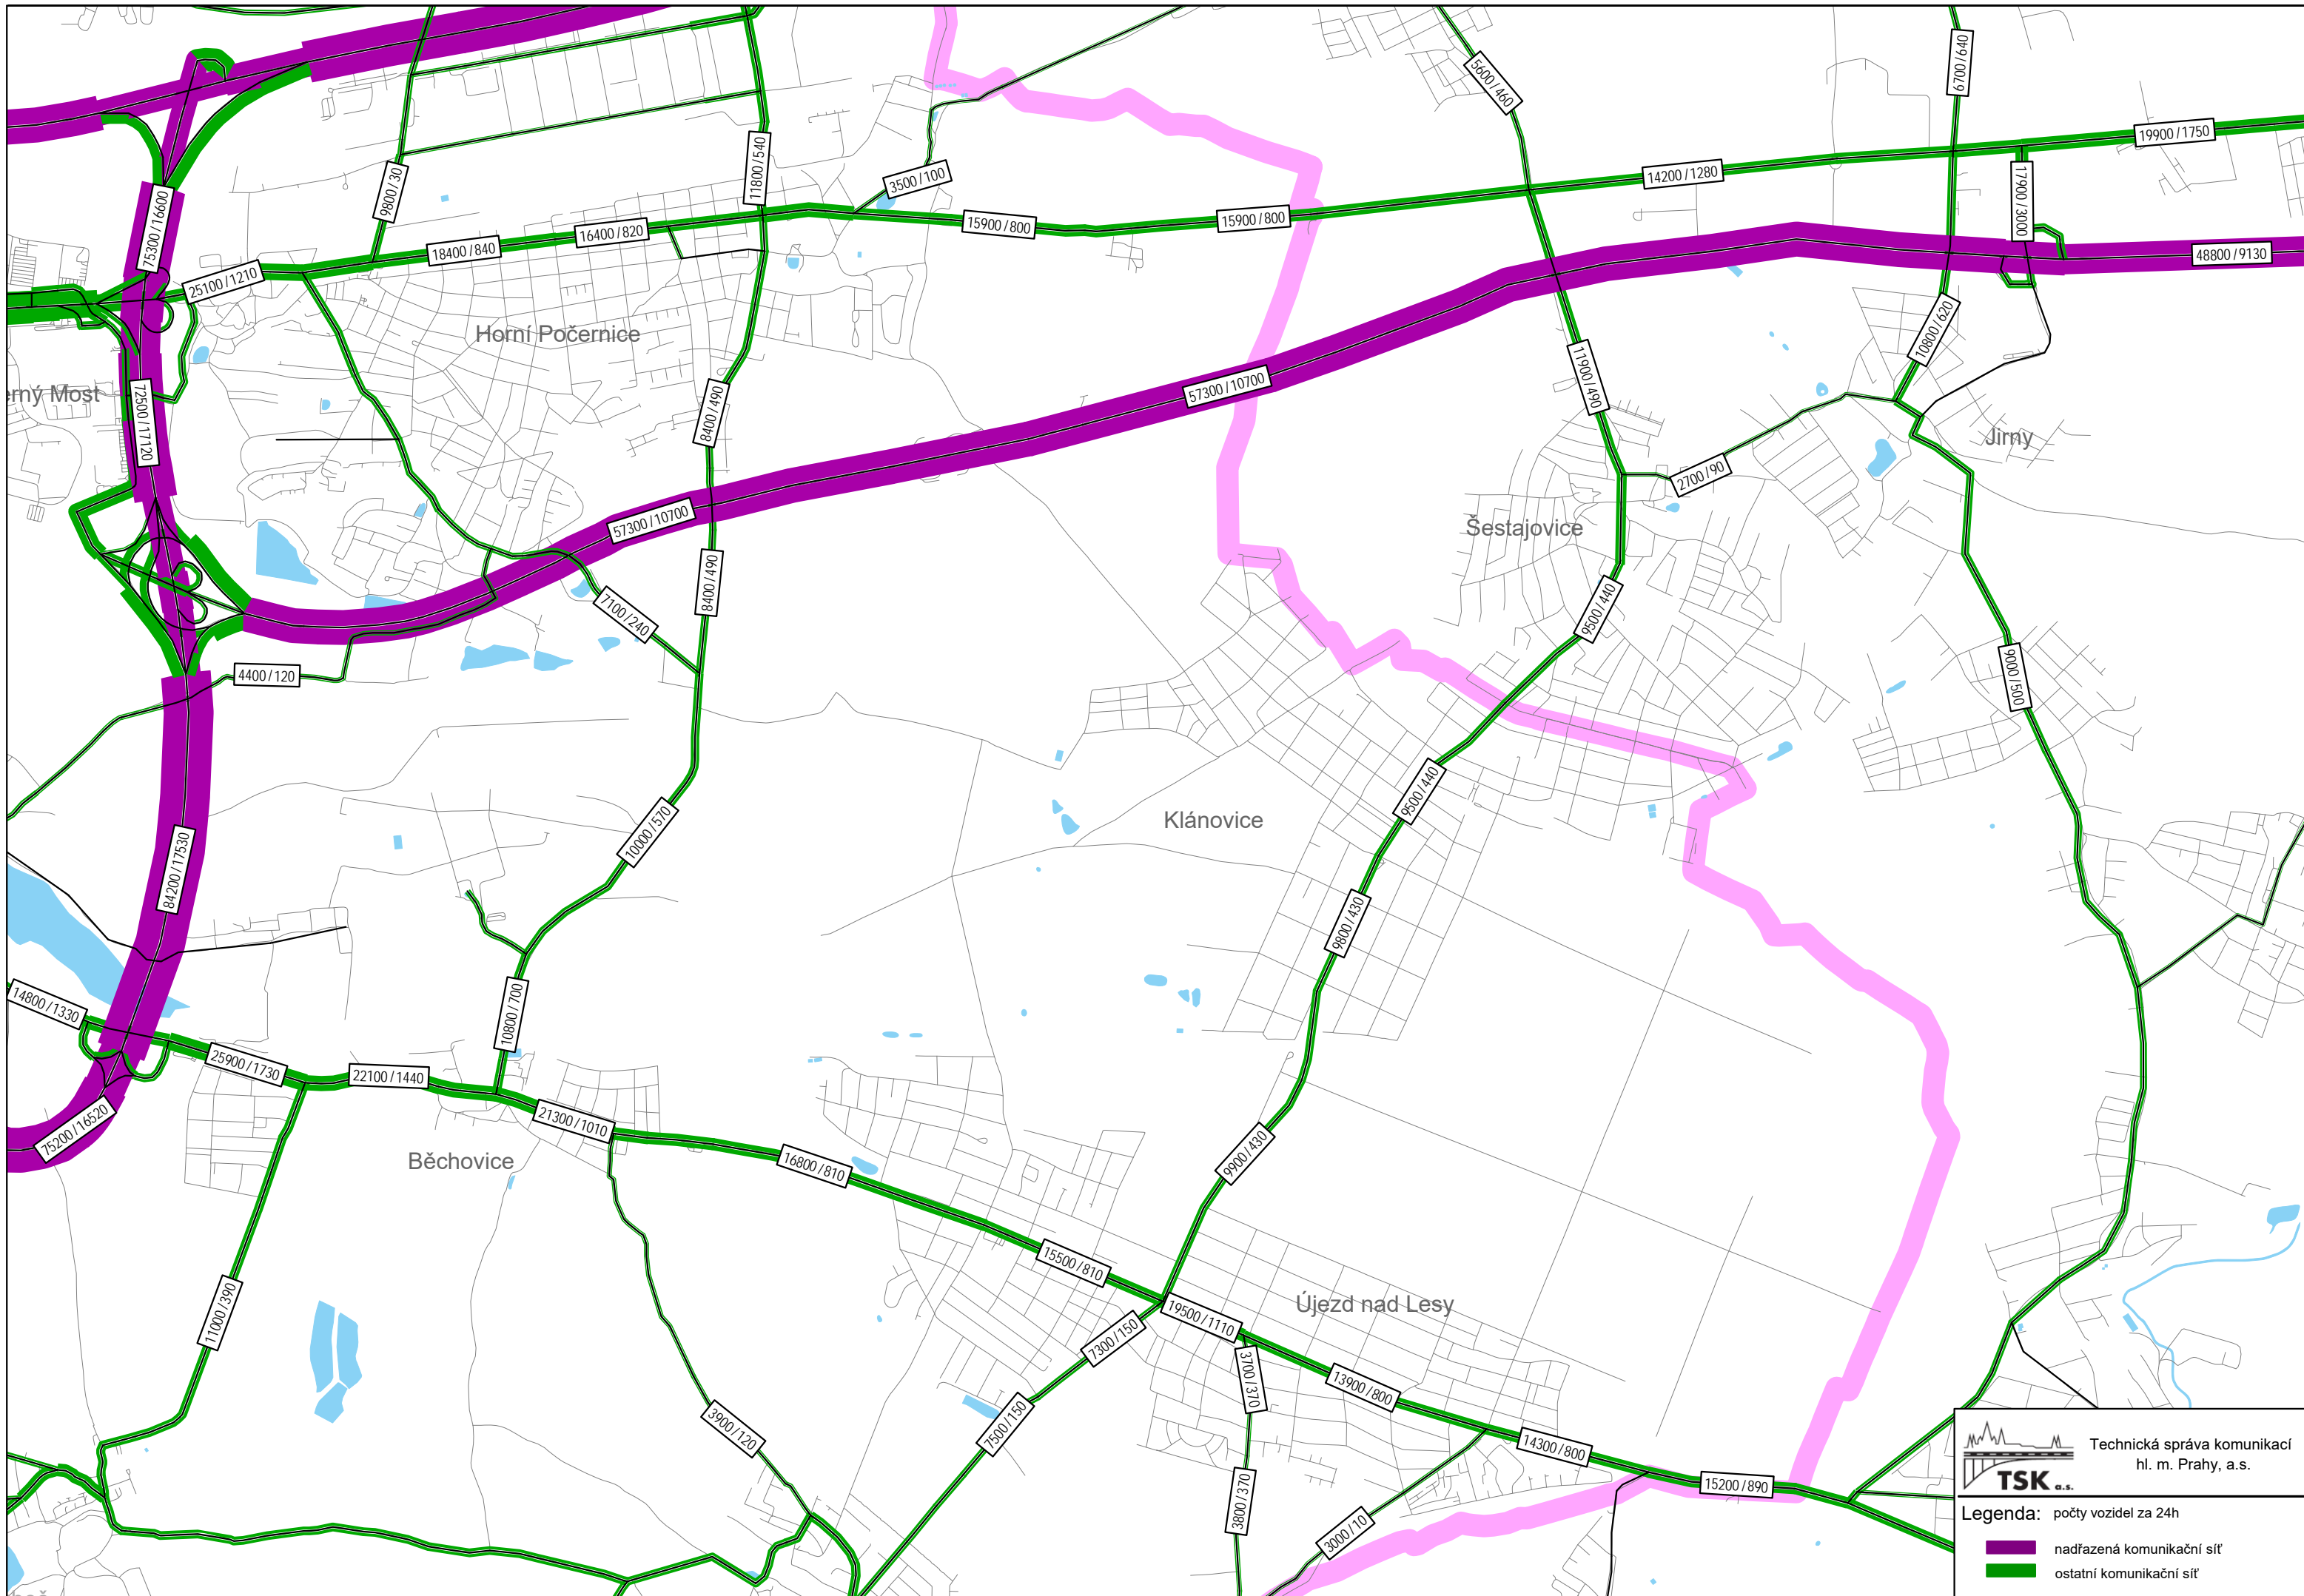 6700 / 640
5600 / 460
19900 / 1750
11800 / 540
3500 / 100
14200 / 1280
9800 / 30
17900 / 3000
75300 / 16600
15900 / 800
15900 / 800
16400 / 820
18400 / 840
48800 / 9130
25100 / 1210
Horní Počernice
10800 / 620
11900 / 490
57300 / 10700
erný Most
72500 / 17120
8400 / 490
Jirny
2700 / 90
57300 / 10700
Šestajovice
8400 / 490
7100 / 240
9500 / 440
4400 / 120
9000 / 500
9500 / 440
Klánovice
10000 / 570
84200 / 17530
9800 / 430
14800 / 1330
10800 / 700
25900 / 1730
22100 / 1440
21300 / 1010
75200 / 16520
Běchovice
16800 / 810
9900 / 430
15500 / 810
11000 / 390
19500 / 1110
Újezd nad Lesy
7300 / 150
3700 / 370
13900 / 800
3900 / 120
7500 / 150
14300 / 800
15200 / 890
3800 / 370
3000 / 10
Technická správa komunikací
hl. m. Prahy, a.s.
TSK a.s.
Legenda: počty vozidel za 24h
nadřazená komunikační síť
ostatní komunikační síť